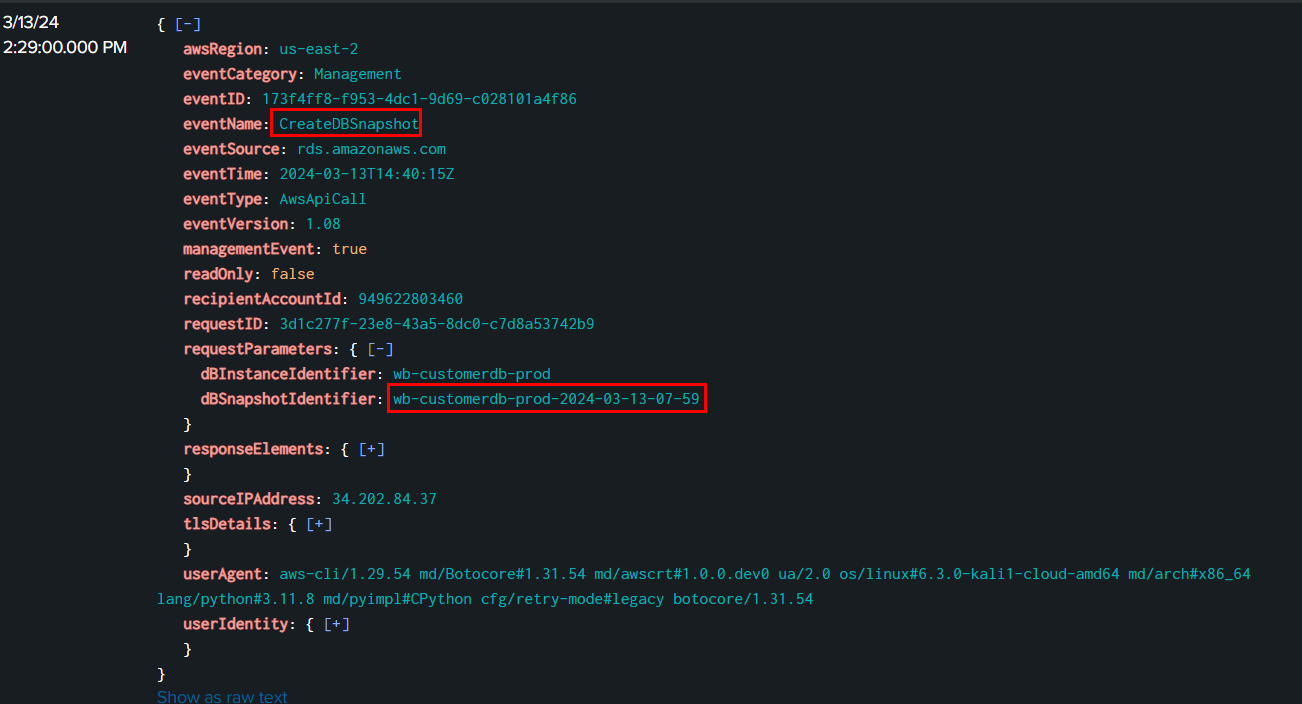 3/13/24
2:29:00.000 PM
{ [-]
awsRegion: us-east-2
eventCategory: Management
eventID: 173f4ff8-f953-4dc1-9d69-c028101a4f86
eventName: CreateDBSnapshot
eventSource: rds.amazonaws.com
eventTime: 2024-03-13T14:40:15Z
eventType: AwsApiCall
eventVersion: 1.08
managementEvent: true
readOnly: false
recipientAccountId: 949622803460
requestID: 3d1c277f-23e8-43a5-8dc0-c7d8a53742b9
requestParameters: { [-]
dBInstanceIdentifier: wb-customerdb-prod
dBSnapshotIdentifier: wb-customerdb-prod-2024-03-13-07-59
}
responseElements: { [+]
}
sourceIPAddress: 34.202.84.37
tlsDetails: { [+]
}
userAgent: aws-cli/1.29.54 md/Botocore#1.31.54 md/awscrt#1.0.0.dev0 ua/2.0 os/linux#6.3.0-kali1-cloud-amd64 md/arch#x86_64
lang/python#3.11.8 md/pyimpl#CPython cfg/retry-mode#legacy botocore/1.31.54
userIdentity: { [+]
}
}
Show as raw text